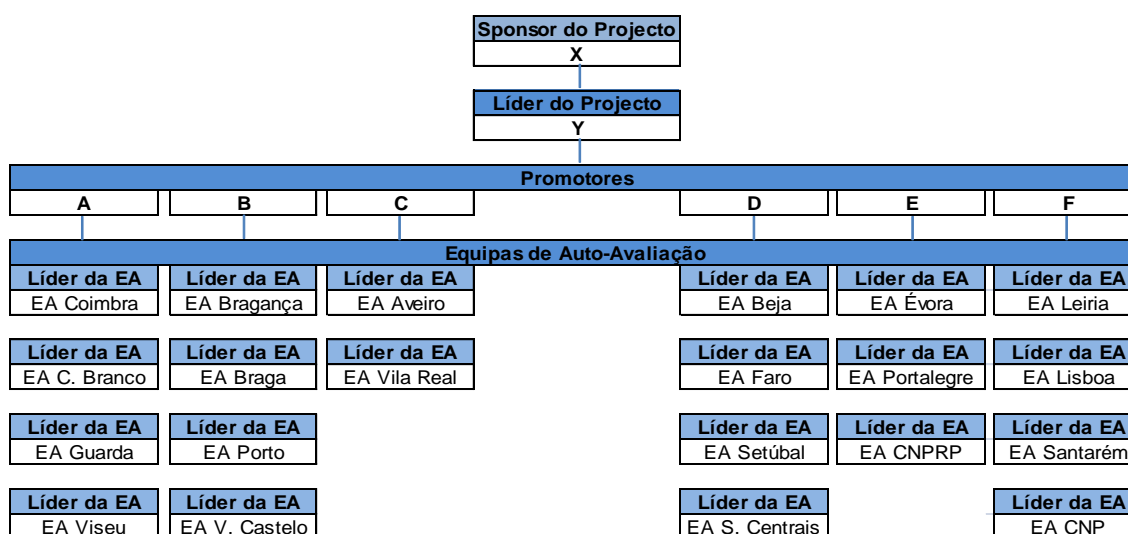 Sponsor do Projecto
X
Líder do Projecto
Y
Promotores
A B C D E F
Equipas de Auto-Avaliação
Líder da EA Líder da EA Líder da EA Líder da EA Líder da EA Líder da EA
EA Coimbra EA Bragança EA Aveiro EA Beja EA Évora EA Leiria
Líder da EA Líder da EA Líder da EA Líder da EA Líder da EA Líder da EA
EA C. Branco EA Braga EA Vila Real EA Faro EA Portalegre EA Lisboa
Líder da EA Líder da EA Líder da EA Líder da EA Líder da EA
EA Guarda EA Porto EA Setúbal EA CNPRP EA Santarém
Líder da EA Líder da EA Líder da EA Líder da EA
EA Viseu EA V. Castelo EA S. Centrais EA CNP